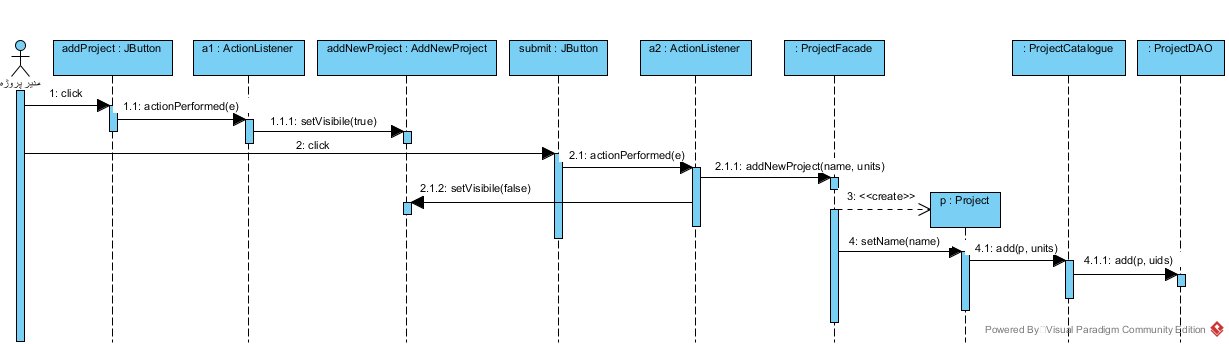 addProject : JButton
a1 : ActionListener
addNewProject : AddNewProject
submit : JButton
a2 : ActionListener
: ProjectFacade
: ProjectCatalogue
: ProjectDAO
مدیر پروژه
1: click
1.1: actionPerformed(e)
1.1.1: setVisibile(true)
2: click
2.1: actionPerformed(e)
2.1.1: addNewProject(name, units)
2.1.2: setVisibile(false)
3: <<create>>
p : Project
4: setName(name)
4.1: add(p, units)
4.1.1: add(p, uids)
Powered By Visual Paradigm Community Edition